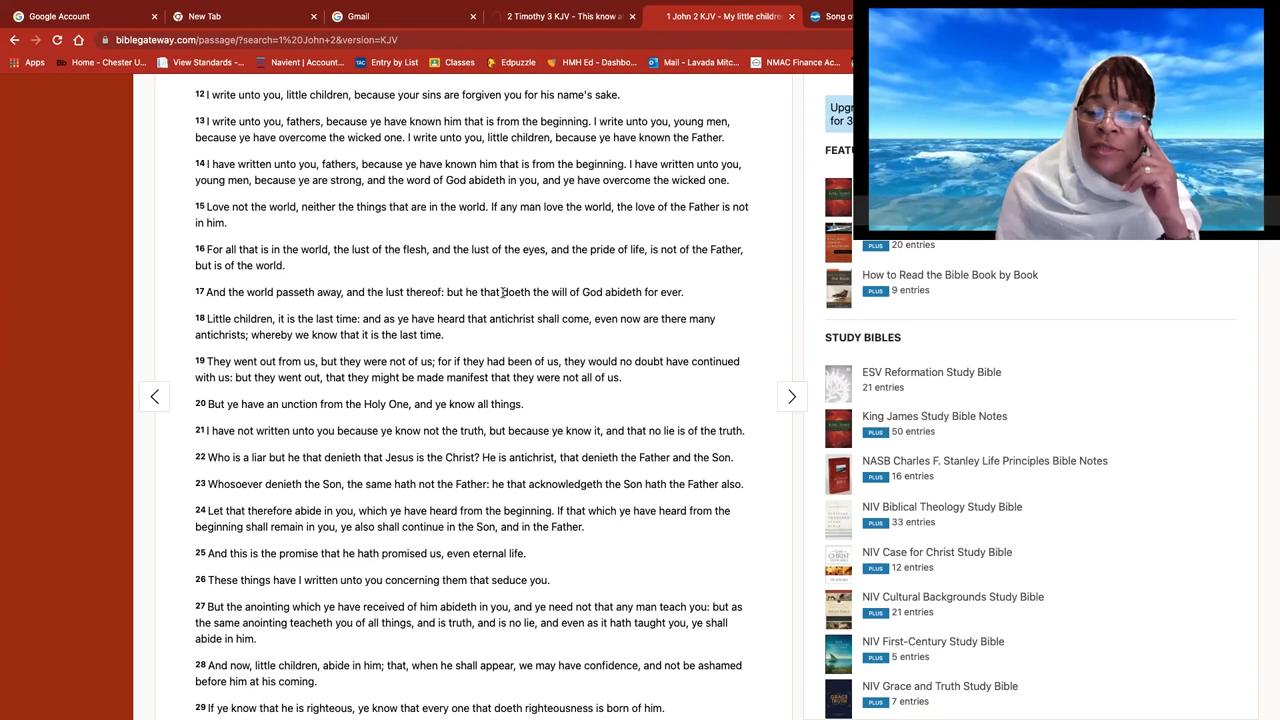 Google Account
New Tab
Gmail
2 Timothy 3 KJV - This know a
1 John 2 KJV - My little childre
Song o
biblegateway.com/passage/?search=1%20John+2&version=KJV
Apps
Bb Home - Chester U...
View Standards -...
Navient | Account...
TAC Entry by List
Classes
Edpuzzle
HMH Ed - Dashbo...
Mail - Lavada Mitc...
NMAC Finance Ac...
12 I write unto you, little children, because your sins are forgiven you for his name's sake.
13 I write unto you, fathers, because ye have known him that is from the beginning. I write unto you, young men,
because ye have overcome the wicked one. I write unto you, little children, because ye have known the Father.
14 I have written unto you, fathers, because ye have known him that is from the beginning. I have written unto you,
young men, because ye are strong, and the word of God abideth in you, and ye have overcome the wicked one.
15 Love not the world, neither the things that are in the world. If any man love the world, the love of the Father is not
in him.
16 For all that is in the world, the lust of the flesh, and the lust of the eyes, and the pride of life, is not of the Father,
but is of the world.
17 And the world passeth away, and the lust thereof: but he that doeth the will of God abideth for ever.
18 Little children, it is the last time: and as ye have heard that antichrist shall come, even now are there many
antichrists; whereby we know that it is the last time.
19 They went out from us, but they were not of us; for if they had been of us, they would no doubt have continued
with us: but they went out, that they might be made manifest that they were not all of us.
20 But ye have an unction from the Holy One, and ye know all things.
21 I have not written unto you because ye know not the truth, but because ye know it, and that no lie is of the truth.
22 Who is a liar but he that denieth that Jesus is the Christ? He is antichrist, that denieth the Father and the Son.
23 Whosoever denieth the Son, the same hath not the Father: he that acknowledgeth the Son hath the Father also.
24 Let that therefore abide in you, which ye have heard from the beginning. If that which ye have heard from the
beginning shall remain in you, ye also shall continue in the Son, and in the Father.
25 And this is the promise that he hath promised us, even eternal life.
26 These things have I written unto you concerning them that seduce you.
27 But the anointing which ye have received of him abideth in you, and ye need not that any man teach you: but as
the same anointing teacheth you of all things, and is truth, and is no lie, and even as it hath taught you, ye shall
abide in him.
28 And now, little children, abide in him; that, when he shall appear, we may have confidence, and not be ashamed
before him at his coming.
29 If ye know that he is righteous, ye know that every one that doeth righteousness is born of him.
Upg
for 3
FEAT
PLUS 20 entries
How to Read the Bible Book by Book
PLUS 9 entries
STUDY BIBLES
ESV Reformation Study Bible
21 entries
King James Study Bible Notes
PLUS 50 entries
NASB Charles F. Stanley Life Principles Bible Notes
PLUS 16 entries
NIV Biblical Theology Study Bible
PLUS 33 entries
NIV Case for Christ Study Bible
PLUS 12 entries
NIV Cultural Backgrounds Study Bible
PLUS 21 entries
NIV First-Century Study Bible
PLUS 5 entries
NIV Grace and Truth Study Bible
PLUS 7 entries